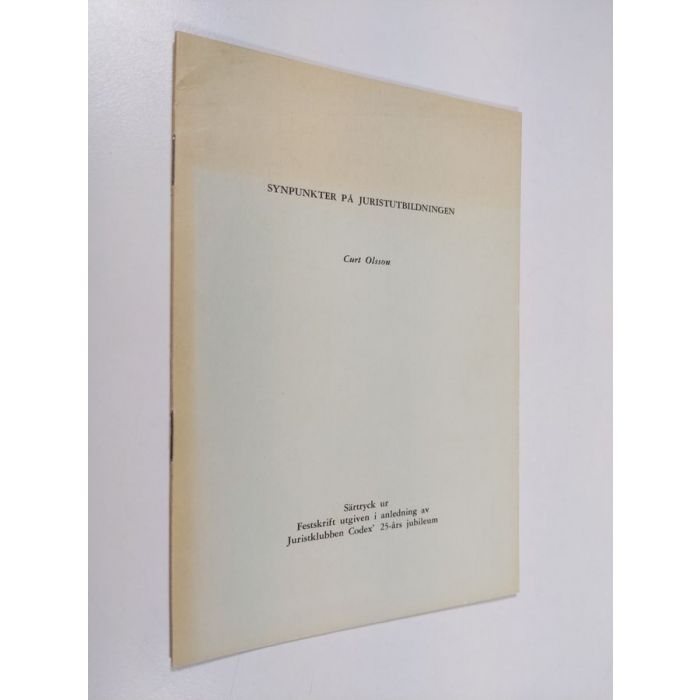 SYNPUNKTER PÅ JURISTUTBILDNINGEN
Curt Olsson
Särtryck ur
Festskrift utgiven i anledning av
Juristklubben Codex' 25-års jubileum